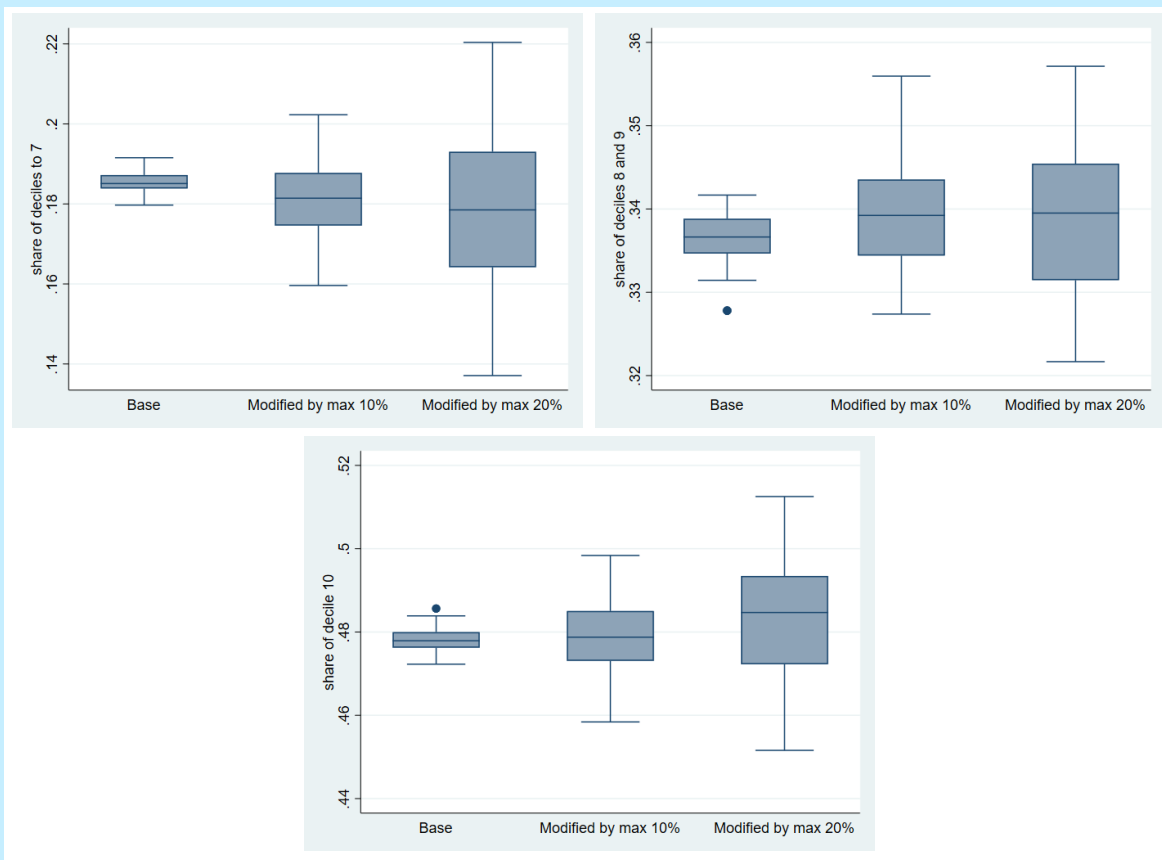 share of deciles to 7
.22
.2
.18
.16
.14
Base
Modified by max 10%
Modified by max 20%
share of deciles 8 and 9
.36
.35
.34
.33
.32
Base
Modified by max 10%
Modified by max 20%
share of decile 10
.52
.5
.48
.46
.44
Base
Modified by max 10%
Modified by max 20%